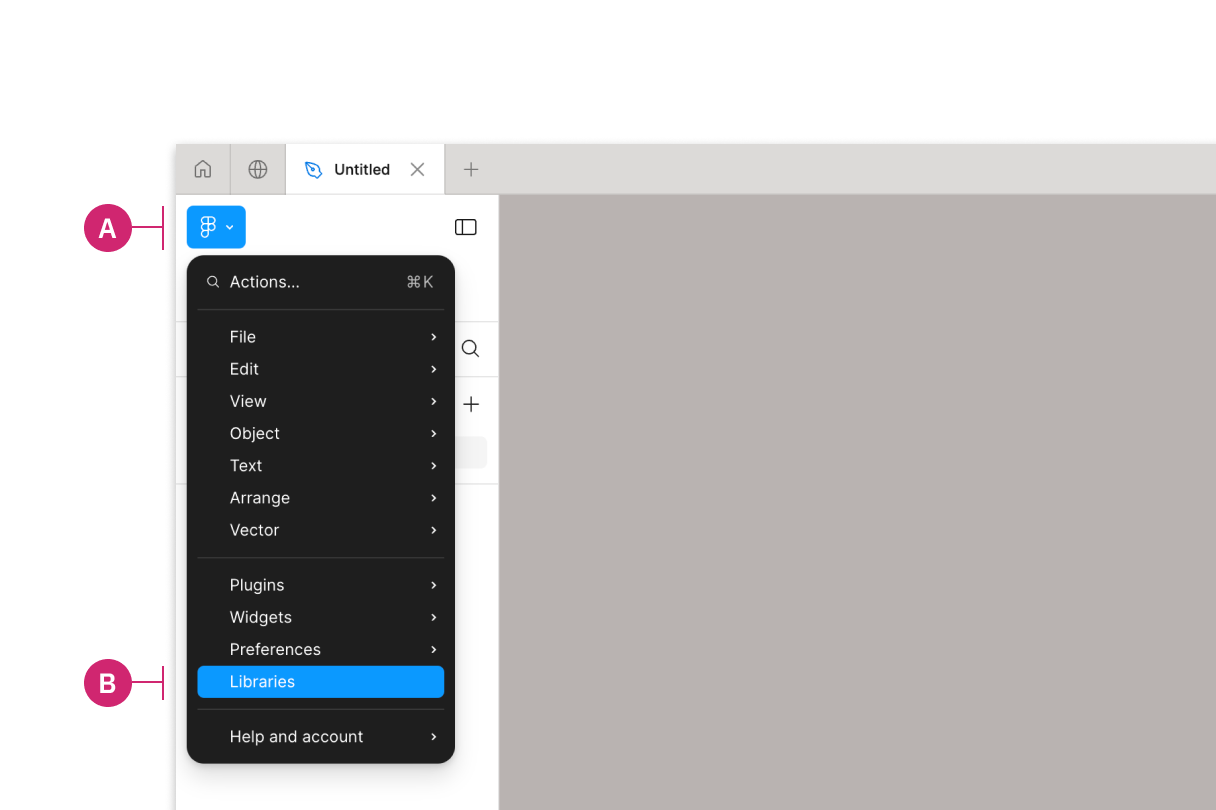 Untitled
A
Actions...
⌘K
File
Edit
View
Object
Text
Arrange
Vector
Plugins
Widgets
Preferences
B
Libraries
Help and account